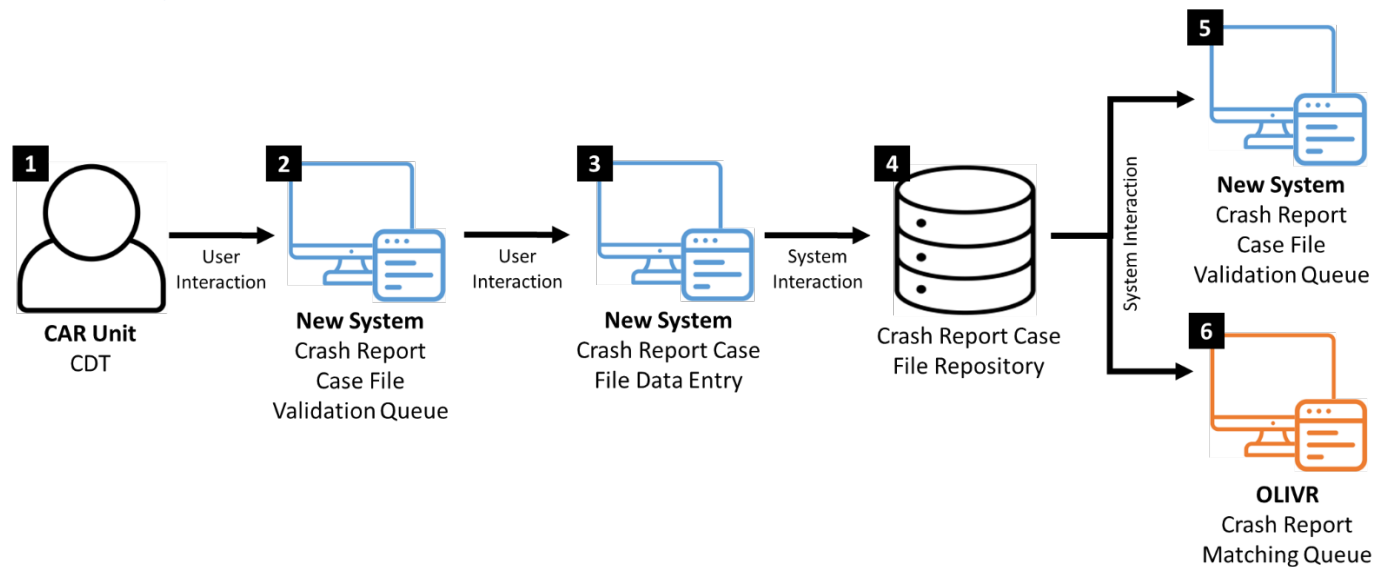 1
CAR Unit
CDT
User
Interaction
2
New System
Crash Report
Case File
Validation Queue
User
Interaction
3
New System
Crash Report Case
File Data Entry
System
Interaction
4
Crash Report Case
File Repository
System Interaction
5
New System
Crash Report
Case File
Validation Queue
6
OLIVR
Crash Report
Matching Queue